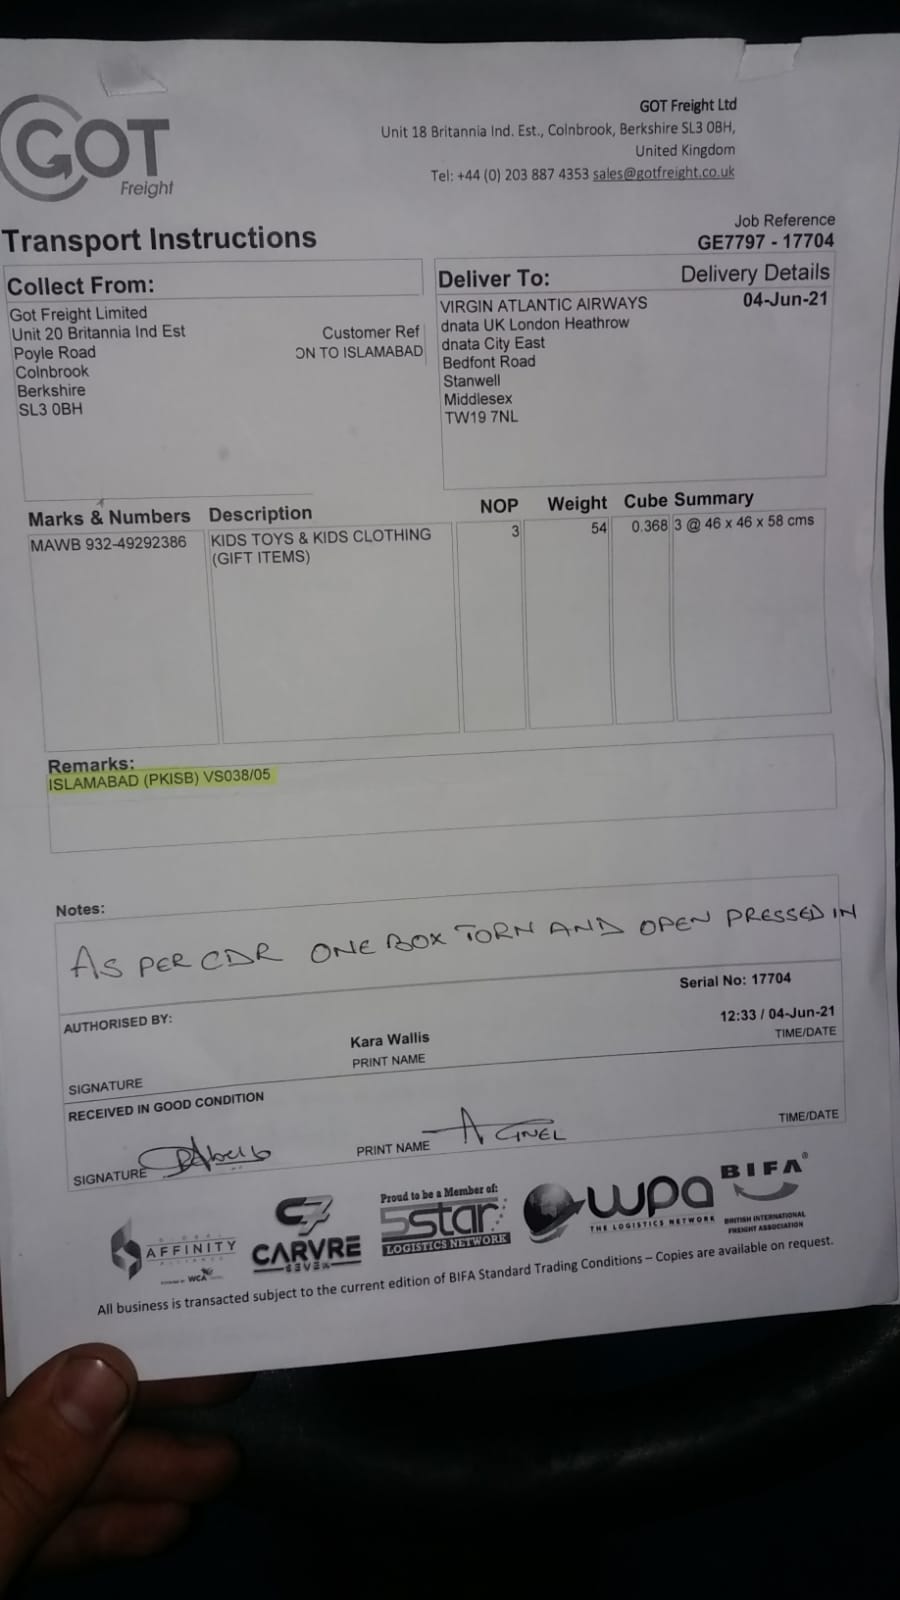 GOT
Freight
GOT Freight Ltd
Unit 18 Britannia Ind. Est., Colnbrook, Berkshire SL3 0BH,
United Kingdom
Tel: +44 (0) 203 887 4353 sales@gotfreight.co.uk
Transport Instructions
Job Reference
GE7797 - 17704
Collect From:
Got Freight Limited
Unit 20 Britannia Ind Est
Poyle Road
Colnbrook
Berkshire
SL3 0BH
Customer Ref
ON TO ISLAMABAD
Deliver To:
Delivery Details
04-Jun-21
VIRGIN ATLANTIC AIRWAYS
dnata UK London Heathrow
dnata City East
Bedfont Road
Stanwell
Middlesex
TW19 7NL
Marks & Numbers Description NOP Weight Cube Summary
MAWB 932-49292386 KIDS TOYS & KIDS CLOTHING 3 54 0.368 3 @ 46 x 46 x 58 cms
(GIFT ITEMS)
Remarks:
ISLAMABAD (PKISB) VS038/05
Notes:
AS PER CDR ONE BOX TORN AND OPEN PRESSED IN
Serial No: 17704
AUTHORISED BY:
Kara Wallis
12:33 / 04-Jun-21
SIGNATURE
PRINT NAME
TIME/DATE
RECEIVED IN GOOD CONDITION
SIGNATURE
PRINT NAME
TIME/DATE
AFFINITY
WCA
C7
CARVRE
SEVEN
Proud to be a Member of:
5star
LOGISTICS NETWORK
wpa
THE LOGISTICS NETWORK
BIFA®
BRITISH INTERNATIONAL
FREIGHT ASSOCIATION
All business is transacted subject to the current edition of BIFA Standard Trading Conditions – Copies are available on request.